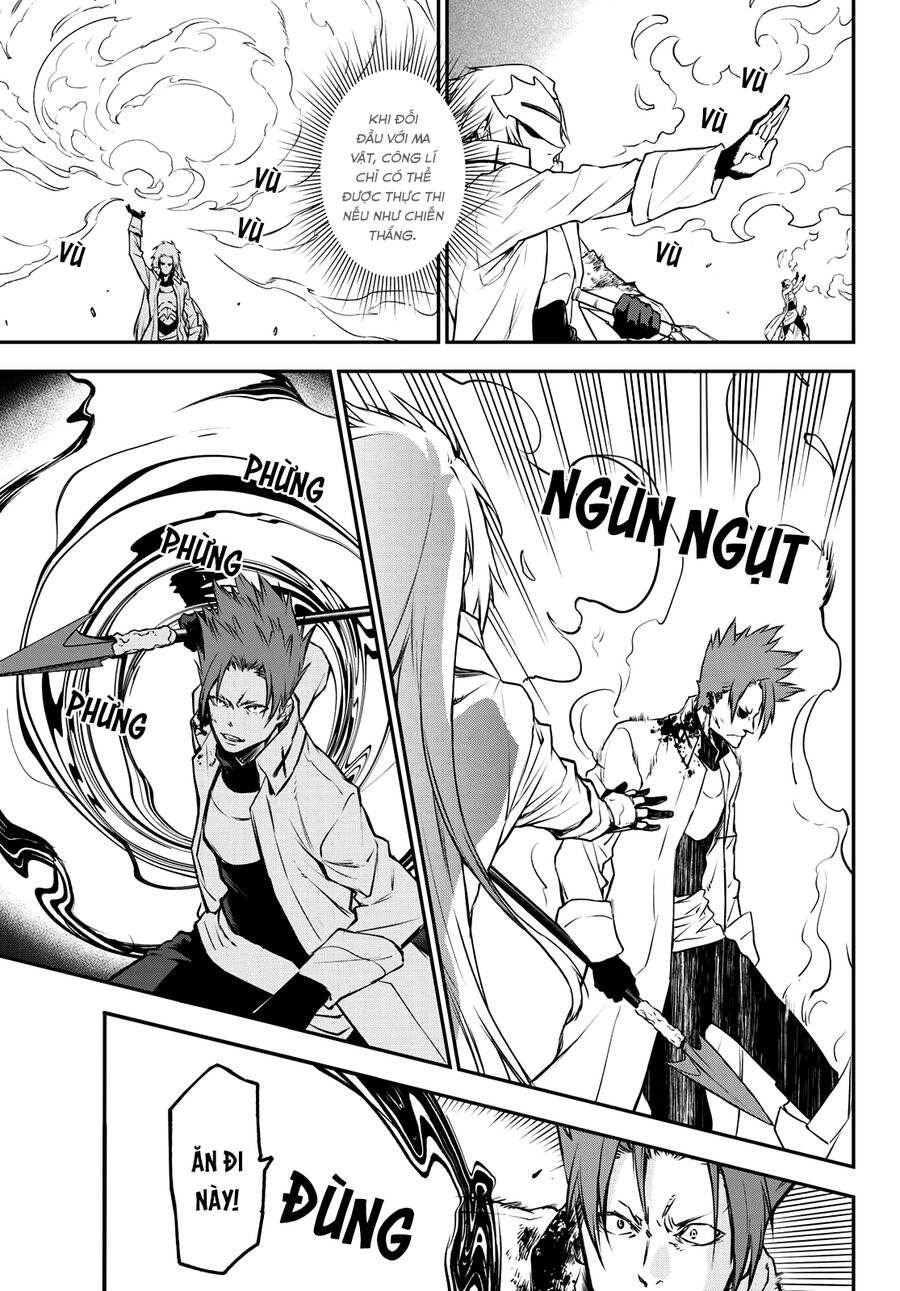 VÙ
VÙ
VÙ
KHI ĐỐI
ĐẦU VỚI MA
VẬT, CÔNG LÍ
CHỈ CÓ THỂ
ĐƯỢC THỰC THI
NẾU NHƯ CHIẾN
THẮNG.
VÙ
VÙ
VÙ
NGÙN NGỤT
PHỪNG
PHỪNG
PHỪNG
ĂN ĐI
NÀY!
ĐÙNG